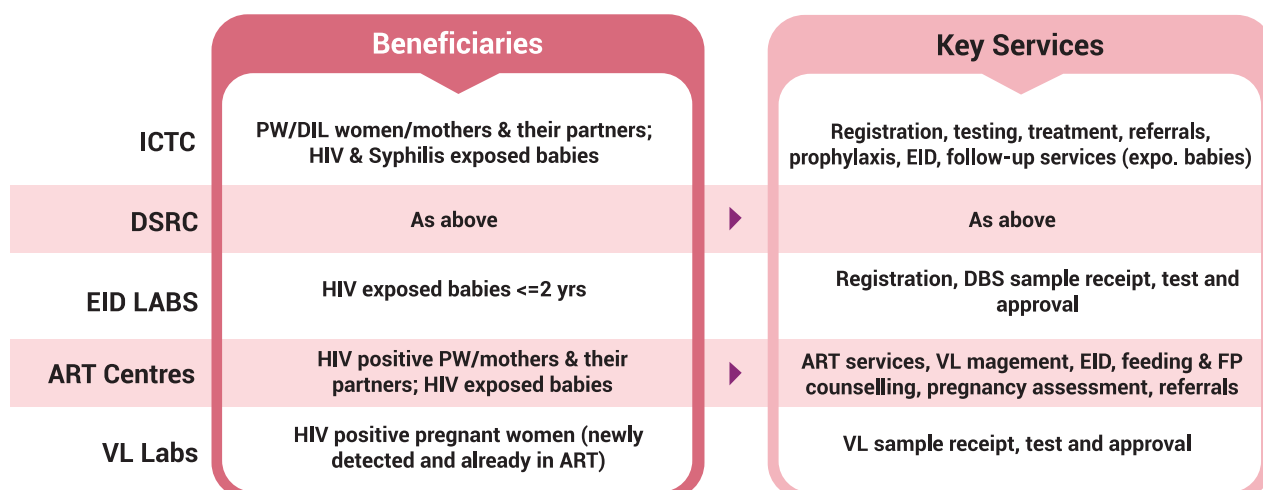 Beneficiaries
Key Services
ICTC
PW/DIL women/mothers & their partners;
HIV & Syphilis exposed babies
Registration, testing, treatment, referrals,
prophylaxis, EID, follow-up services (expo. babies)
DSRC
As above
As above
EID LABS
HIV exposed babies <=2 yrs
Registration, DBS sample receipt, test and
approval
ART Centres
HIV positive PW/mothers & their
partners; HIV exposed babies
ART services, VL magement, EID, feeding & FP
counselling, pregnancy assessment, referrals
VL Labs
HIV positive pregnant women (newly
detected and already in ART)
VL sample receipt, test and approval